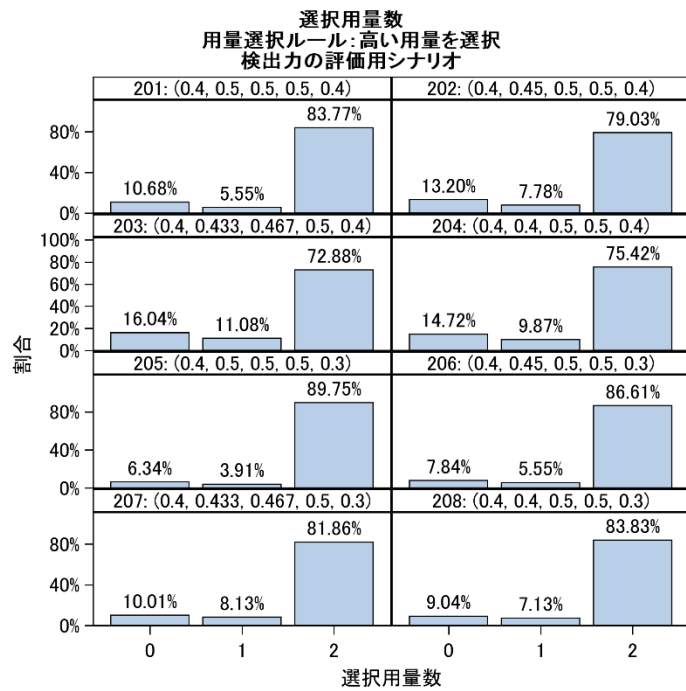 選択用量数
用量選択ルール：高い用量を選択
検出力の評価用シナリオ
201: (0.4, 0.5, 0.5, 0.5, 0.4)
202: (0.4, 0.45, 0.5, 0.5, 0.4)
80%
40%
0%
10.68%
5.55%
83.77%
13.20%
7.78%
79.03%
203: (0.4, 0.433, 0.467, 0.5, 0.4)
204: (0.4, 0.4, 0.5, 0.5, 0.4)
100%
80%
60%
40%
20%
0%
16.04%
11.08%
72.88%
14.72%
9.87%
75.42%
割合
205: (0.4, 0.5, 0.5, 0.5, 0.3)
206: (0.4, 0.45, 0.5, 0.5, 0.3)
80%
40%
0%
6.34%
3.91%
89.75%
7.84%
5.55%
86.61%
207: (0.4, 0.433, 0.467, 0.5, 0.3)
208: (0.4, 0.4, 0.5, 0.5, 0.3)
80%
40%
0%
10.01%
8.13%
81.86%
9.04%
7.13%
83.83%
0 1 2
0 1 2
選択用量数